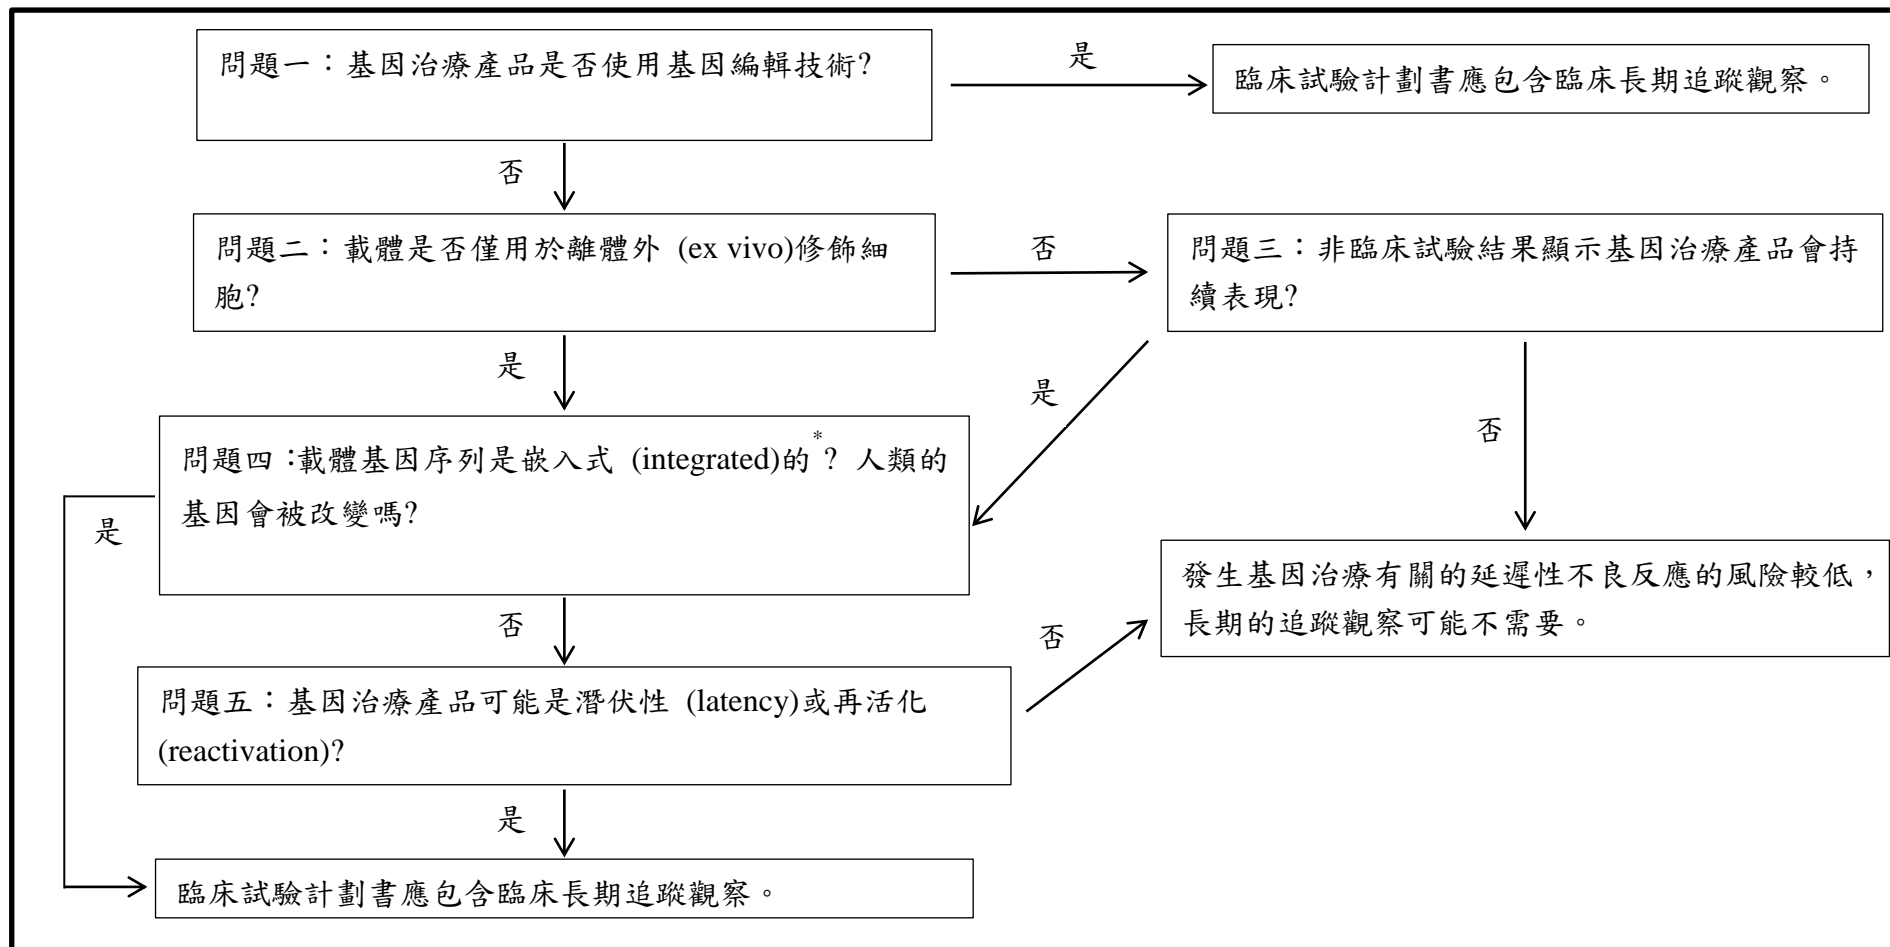 問題一：基因治療產品是否使用基因編輯技術?
是
臨床試驗計劃書應包含臨床長期追蹤觀察。
否
問題二：載體是否僅用於離體外 (ex vivo)修飾細
胞?
否
問題三：非臨床試驗結果顯示基因治療產品會持
續表現?
是
是
否
問題四：載體基因序列是嵌入式 (integrated)的*? 人類的
基因會被改變嗎?
是
發生基因治療有關的延遲性不良反應的風險較低，
長期的追蹤觀察可能不需要。
否
否
問題五：基因治療產品可能是潛伏性 (latency)或再活化
(reactivation)?
是
臨床試驗計劃書應包含臨床長期追蹤觀察。